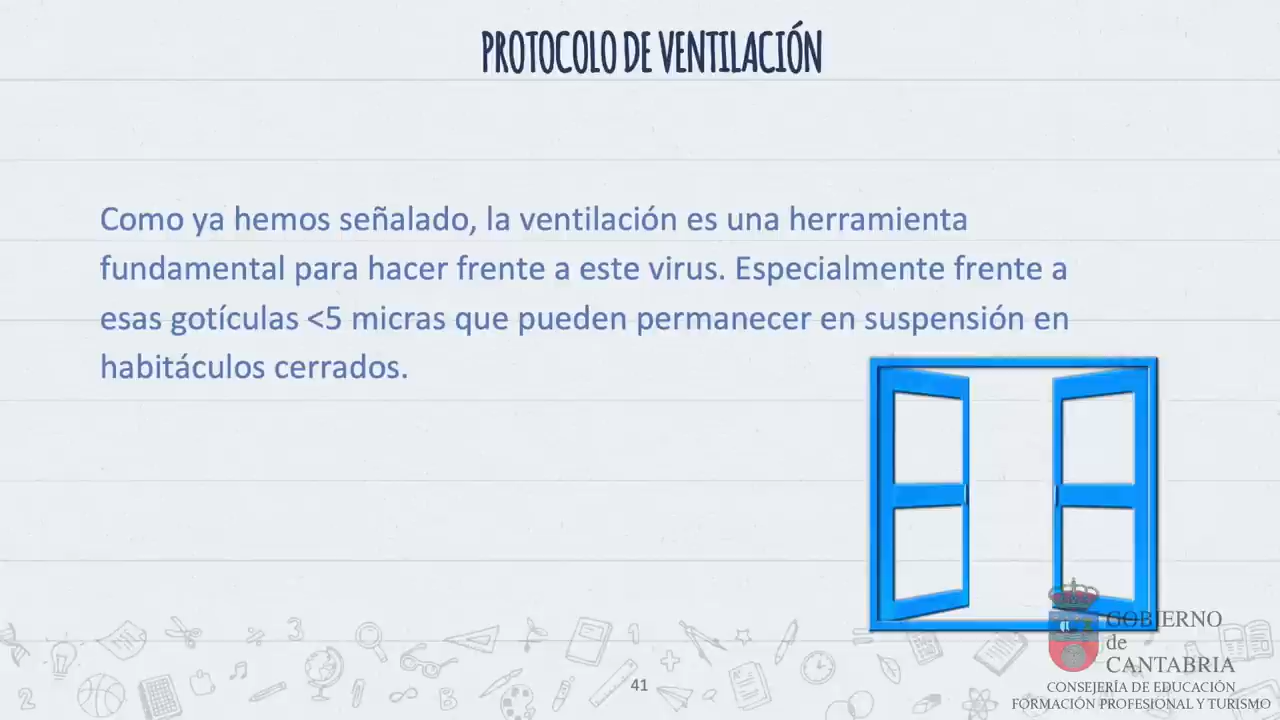 PROTOCOLO DE VENTILACIÓN
Como ya hemos señalado, la ventilación es una herramienta
fundamental para hacer frente a este virus. Especialmente frente a
esas gotículas <5 micras que pueden permanecer en suspensión en
habitáculos cerrados.
41
GOBIERNO
de
CANTABRIA
CONSEJERÍA DE EDUCACIÓN
FORMACIÓN PROFESIONAL Y TURISMO